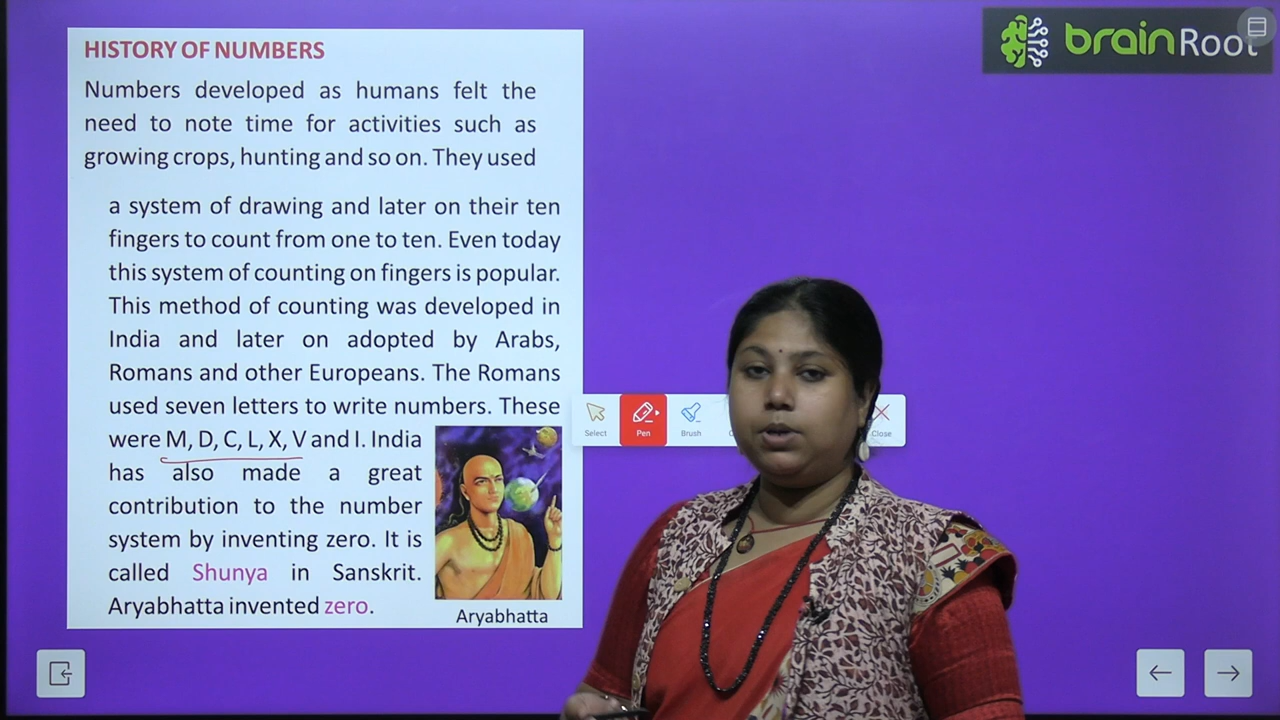 HISTORY OF NUMBERS
Numbers developed as humans felt the
need to note time for activities such as
growing crops, hunting and so on. They used
a system of drawing and later on their ten
fingers to count from one to ten. Even today
this system of counting on fingers is popular.
This method of counting was developed in
India and later on adopted by Arabs,
Romans and other Europeans. The Romans
used seven letters to write numbers. These
were M, D, C, L, X, V and I. India
has also made a great
contribution to the number
system by inventing zero. It is
called Shunya in Sanskrit.
Aryabhatta invented zero.
Aryabhatta
brainRoot
Select
Pen
Brush
Close